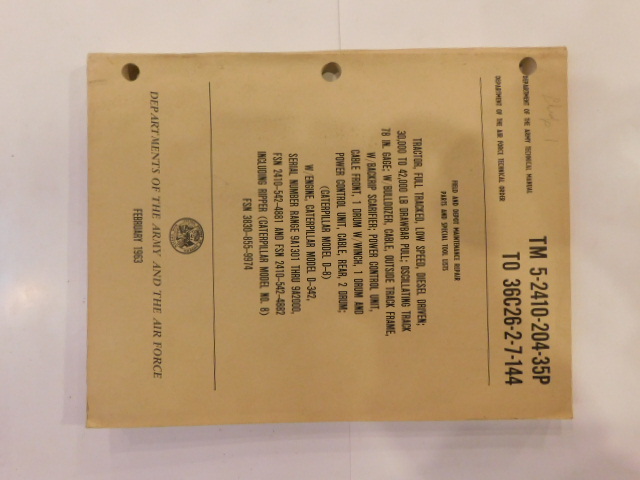 TM 5-2410-204-35P
TO 36C26-2-7-144
DEPARTMENT OF THE ARMY TECHNICAL MANUAL
DEPARTMENT OF THE AIR FORCE TECHNICAL ORDER
FIELD AND DEPOT MAINTENANCE REPAIR
PARTS AND SPECIAL TOOL LISTS
TRACTOR, FULL TRACKED, LOW SPEED, DIESEL DRIVEN;
30,000 TO 42,000 LB DRAWBAR PULL; OSCILLATING TRACK
78 IN. GAGE; W/BULLDOZER, CABLE, OUTSIDE TRACK FRAME,
W/BACKRIP SCARIFIER; POWER CONTROL UNIT,
CABLE FRONT, 1 DRUM W/WINCH, 1 DRUM AND
POWER CONTROL UNIT, CABLE, REAR, 2 DRUM;
(CATERPILLAR MODEL D-8)
W/ENGINE, CATERPILLAR MODEL D-342,
SERIAL NUMBER RANGE 9A1301 THRU 9A2000,
FSN 2410-542-4881 AND FSN 2410-542-4882
INCLUDING RIPPER (CATERPILLAR MODEL NO. 8)
FSN 3830-855-9974
DEPARTMENTS OF THE ARMY AND THE AIR FORCE
FEBRUARY 1963